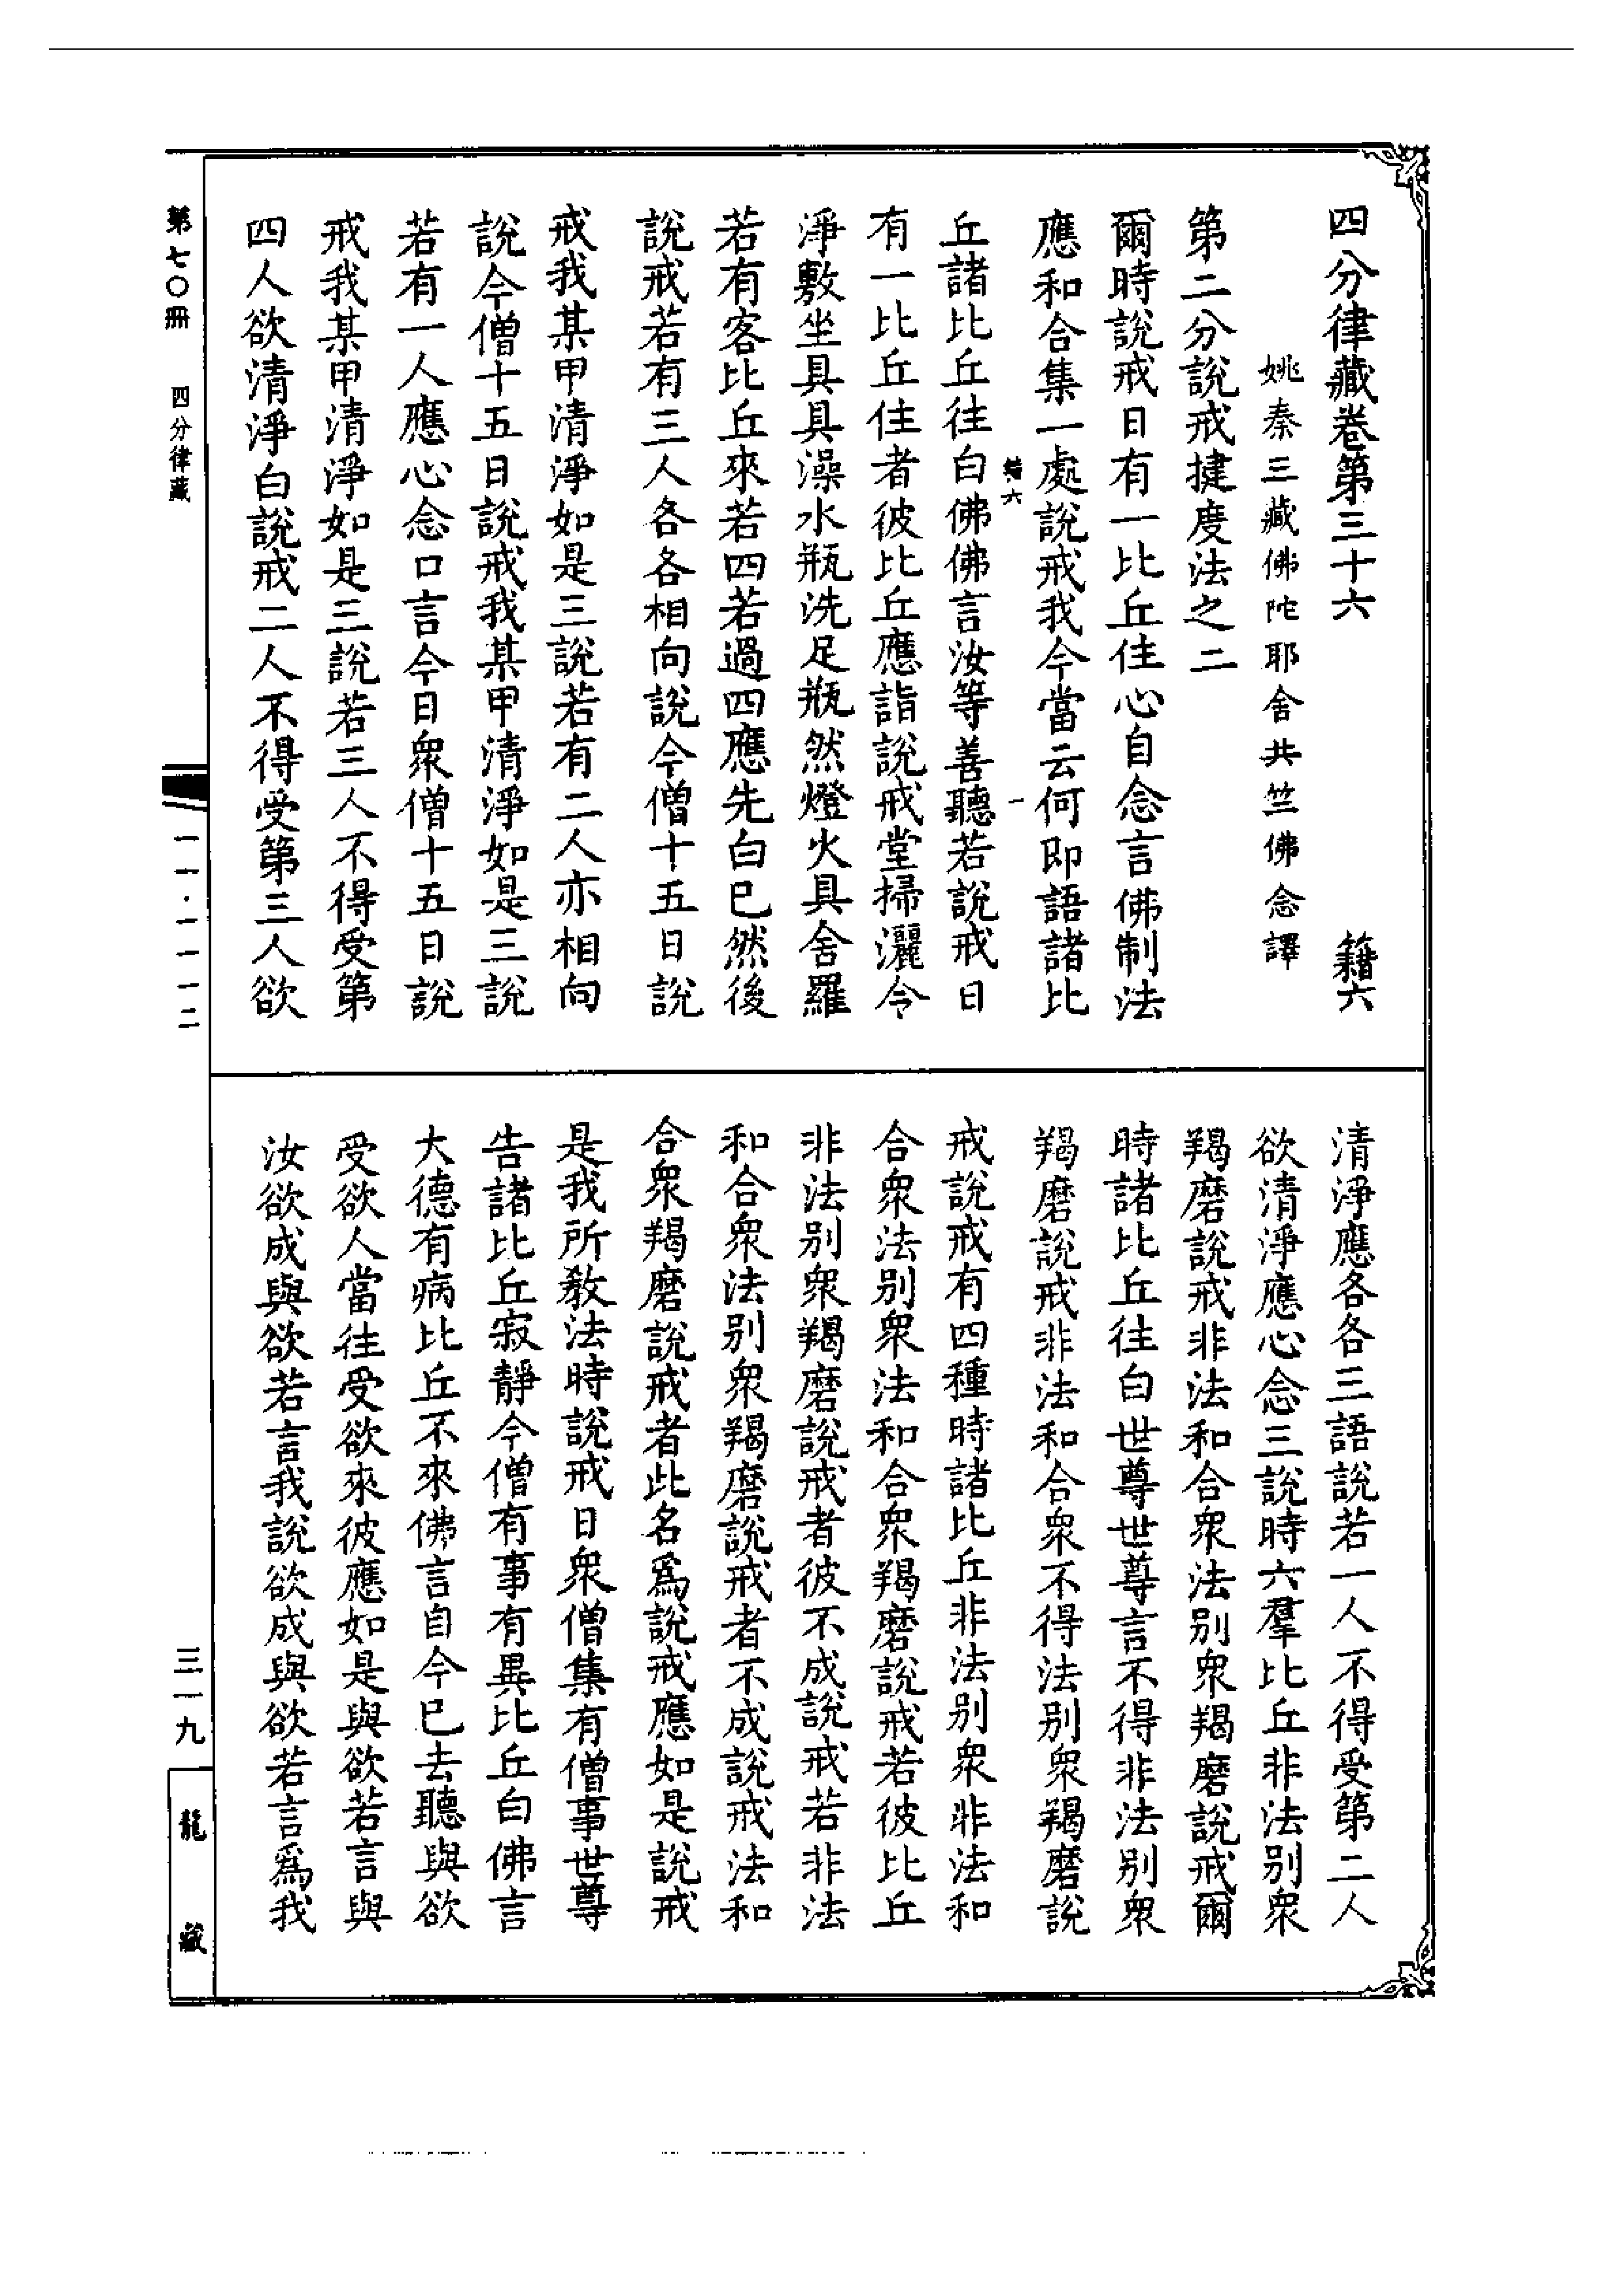 四分律藏卷第三十六　籍六
姚秦三藏佛陀耶舍共竺佛念譯
第二分說戒揵度法之二
爾時說戒日有一比丘住心自念言佛制法
應和合集一處說戒我今當云何即語諸比
籍六　一
丘諸比丘往白佛佛言汝等善聽若說戒日
有一比丘住者彼比丘應詣說戒堂掃灑令
淨敷坐具具澡水瓶洗足瓶然燈火具舍羅
若有客比丘來若四若過四應先白已然後
說戒若有三人各各相向說今僧十五日說
戒我某甲清淨如是三說若有二人亦相向
說今僧十五日說戒我某甲清淨如是三說
若有一人應心念口言今日衆僧十五日說
戒我某甲清淨如是三說若三人不得受第
四人欲清淨白說戒二人不得受第三人欲
清淨應各各三語說若一人不得受第二人
欲清淨應心念三說時六羣比丘非法別衆
羯磨說戒非法和合衆法別衆羯磨說戒爾
時諸比丘往白世尊世尊言不得非法別衆
羯磨說戒非法和合衆不得法別衆羯磨說
戒說戒有四種時諸比丘非法別衆非法和
合衆法別衆法和合衆羯磨說戒若彼比丘
非法別衆羯磨說戒者彼不成說戒若非法
和合衆法別衆羯磨說戒者不成說戒法和
合衆羯磨說戒者此名爲說戒應如是說戒
是我所教法時說戒日衆僧集有僧事世尊
告諸比丘寂靜今僧有事有異比丘白佛言
大德有病比丘不來佛言自今已去聽與欲
受欲人當往受欲來彼應如是與欲若言與
汝欲成與欲若言我說欲成與欲若言爲我
第七〇冊　四分律藏
一一·一一一二
三一九
龍藏